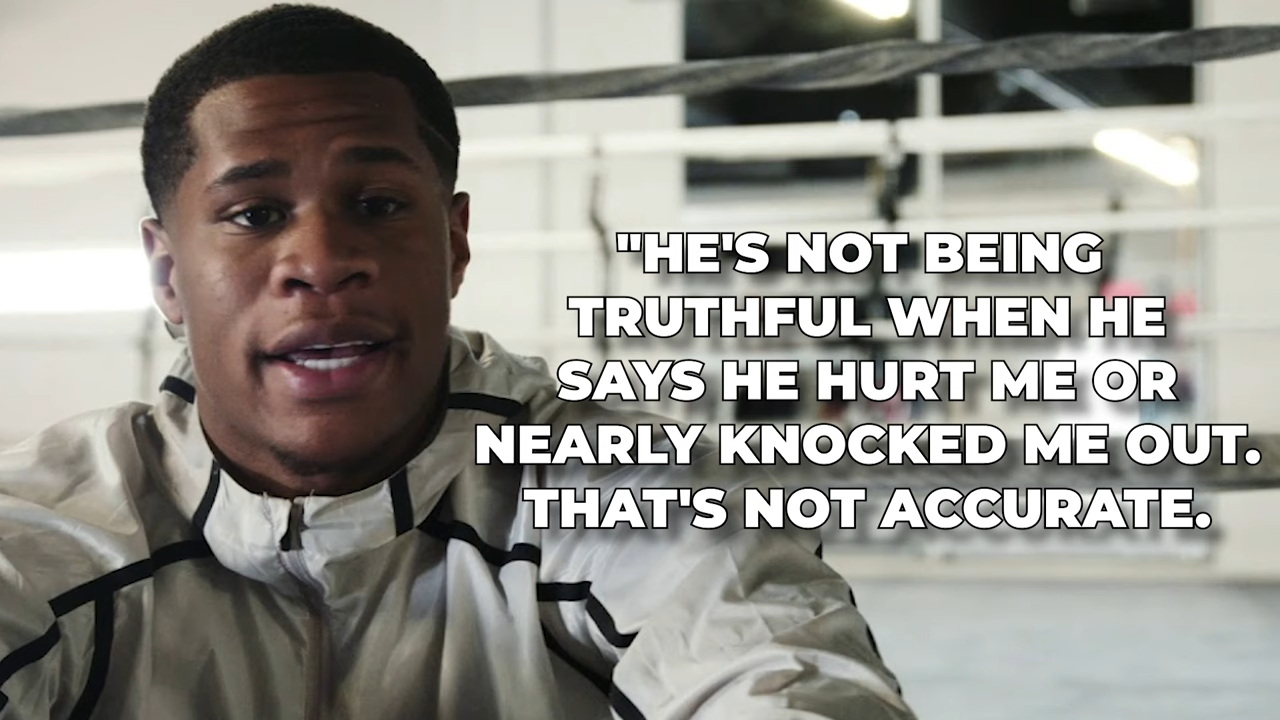 "HE'S NOT BEING
TRUTHFUL WHEN HE
SAYS HE HURT ME OR
NEARLY KNOCKED ME OUT.
THAT'S NOT ACCURATE.